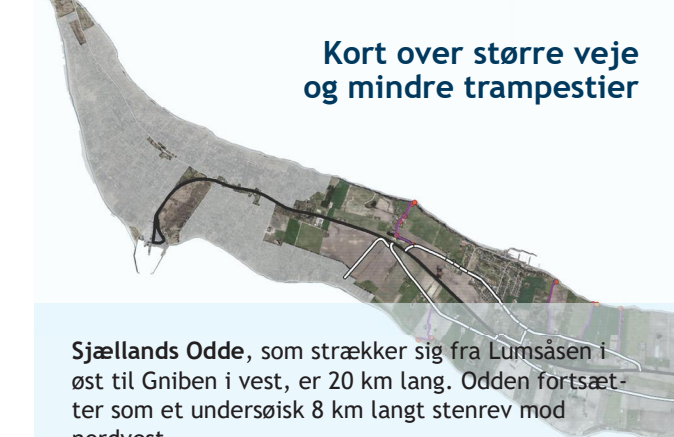 Kort over større veje
og mindre trampestier
Sjællands Odde, som strækker sig fra Lumsåsen i
øst til Gniben i vest, er 20 km lang. Odden fortsæt-
ter som et undersøisk 8 km langt stenrev mod
nordvest.